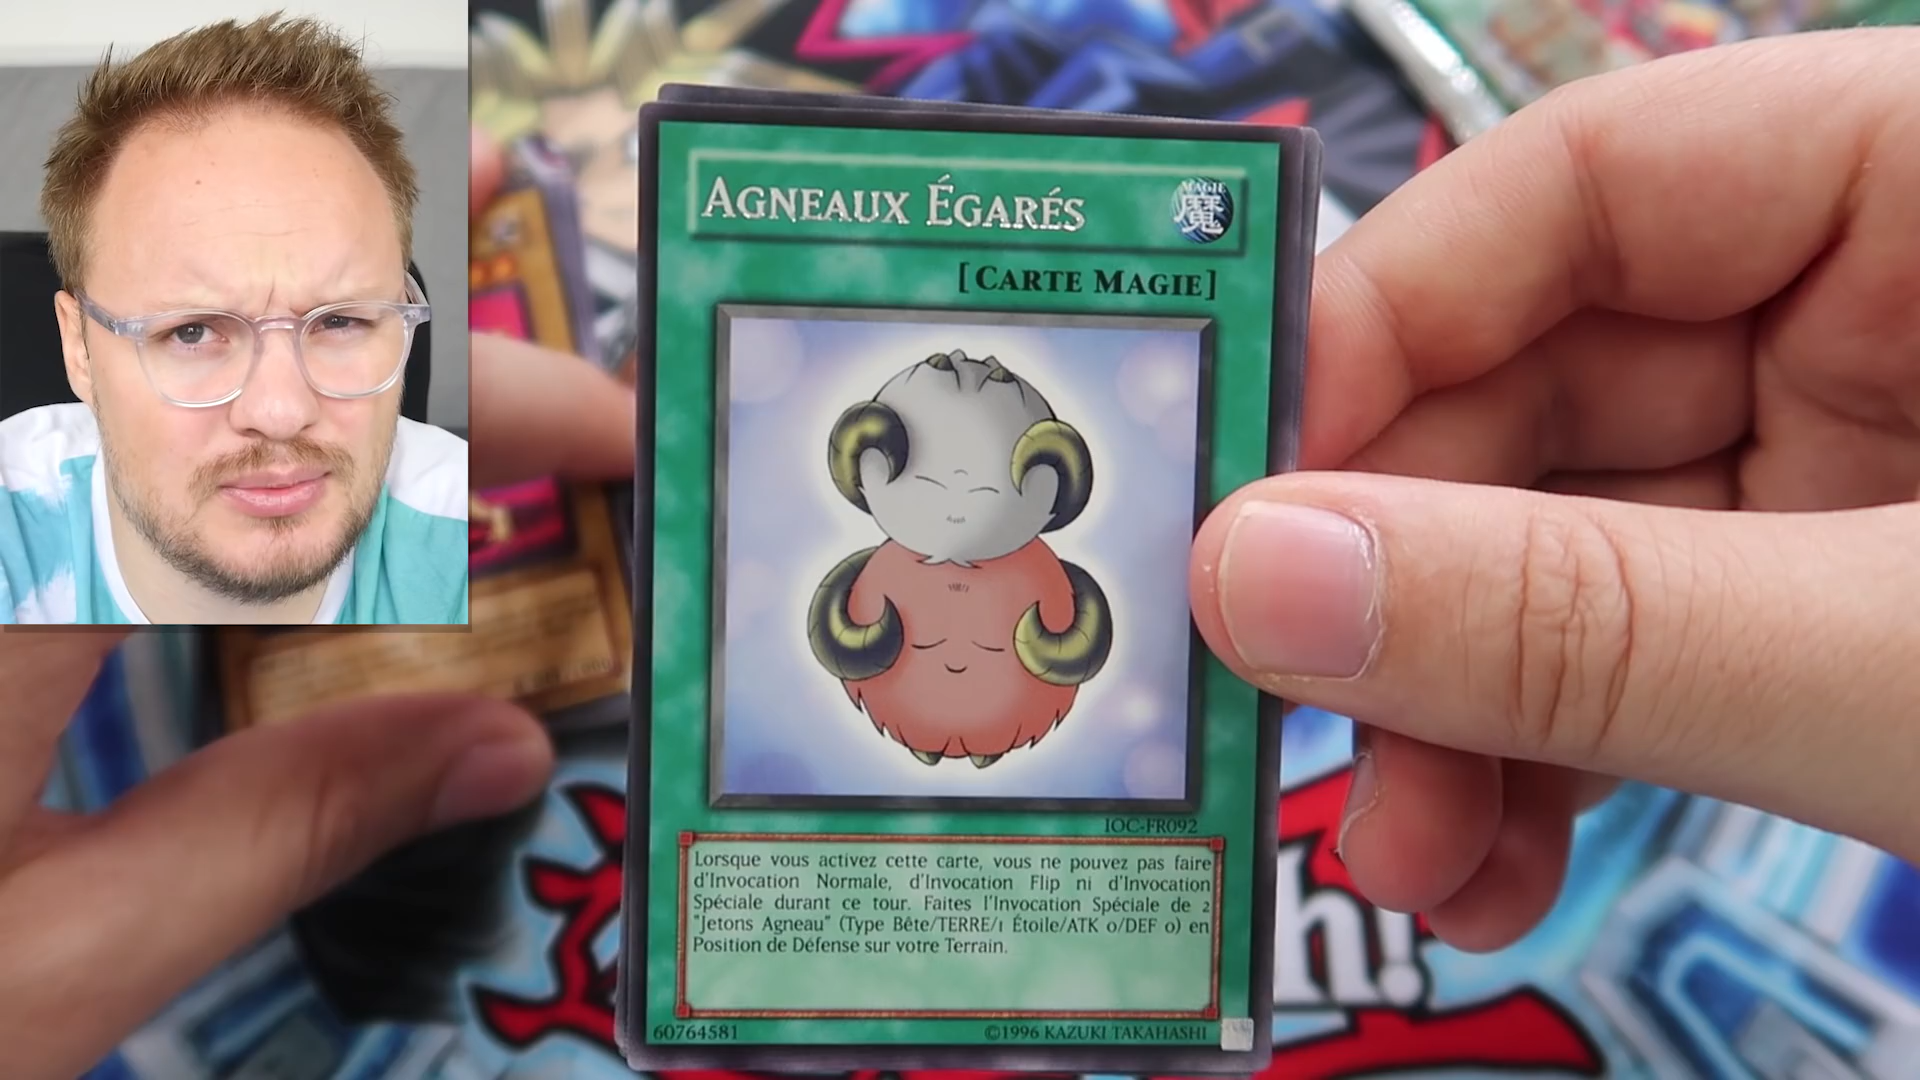 AGNEAUX ÉGARÉS
MAGIE
魔
[CARTE MAGIE]
IOC-FR092
Lorsque vous activez cette carte, vous ne pouvez pas faire
d'Invocation Normale, d'Invocation Flip ni d'Invocation
Spéciale durant ce tour. Faites l'Invocation Spéciale de 2
"Jetons Agneau" (Type Bête/TERRE/1 Étoile/ATK 0/DEF 0) en
Position de Défense sur votre Terrain.
60764581
©1996 KAZUKI TAKAHASHI
h!